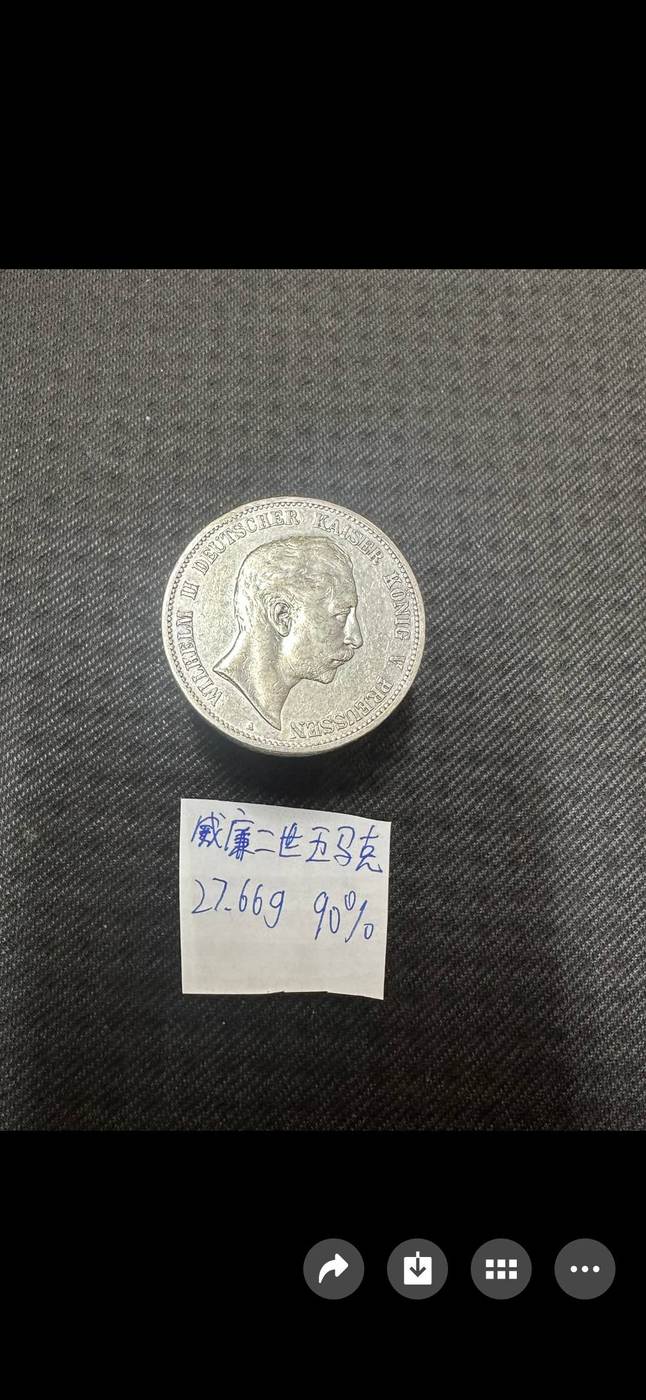 WILHELM II DEUTSCHER KAISER KÖNIG V. PREUSSEN
A
威廉二世五马克
27.66g 90%